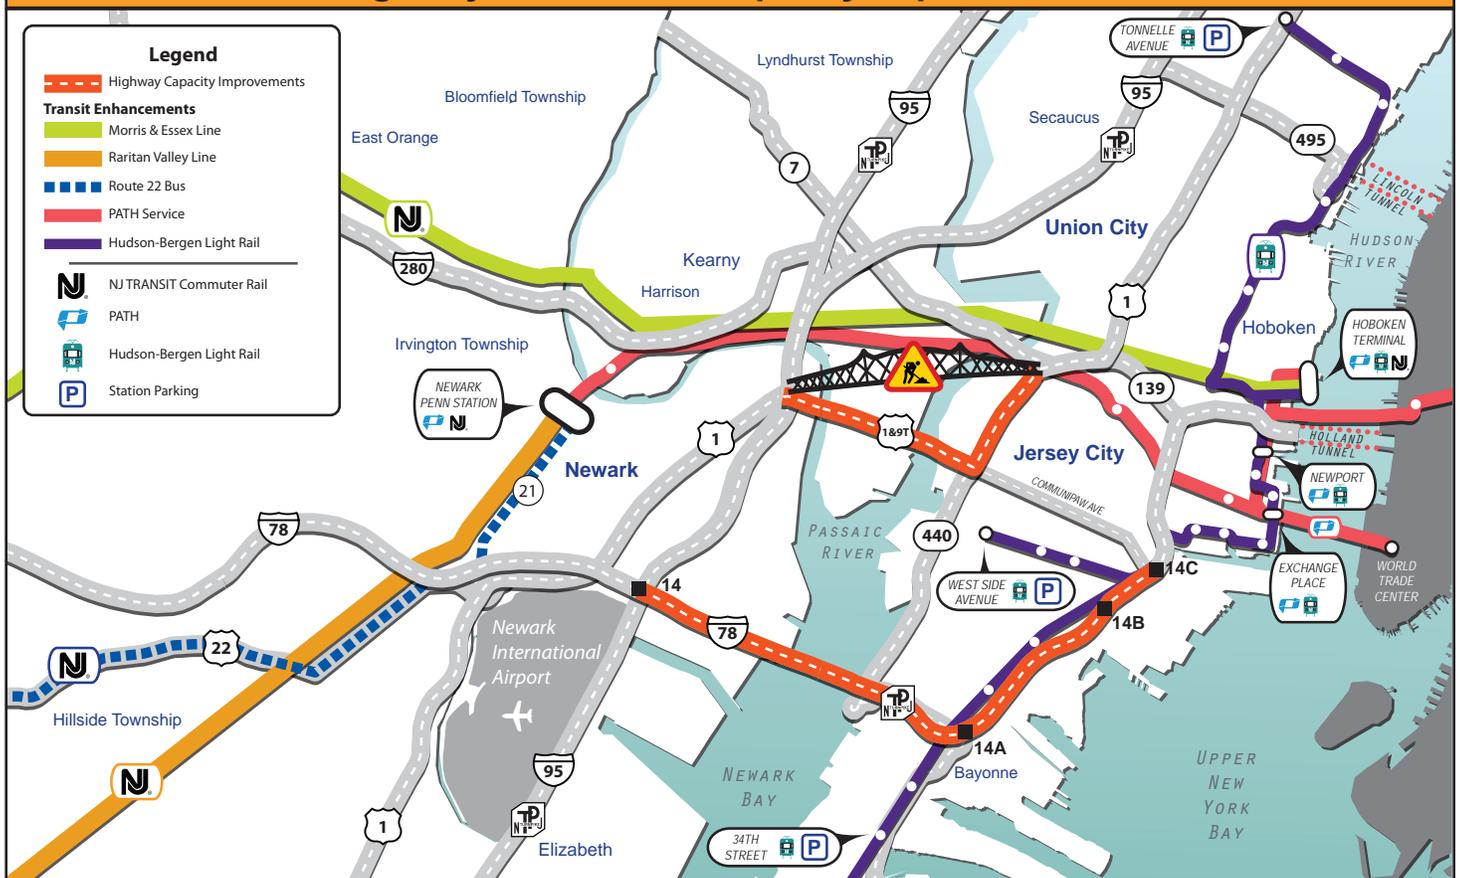 Legend
Highway Capacity Improvements
Transit Enhancements
Morris & Essex Line
Raritan Valley Line
Route 22 Bus
PATH Service
Hudson-Bergen Light Rail
NJ TRANSIT Commuter Rail
PATH
Hudson-Bergen Light Rail
P
Station Parking
TONNELLE
AVENUE
P
Lyndhurst Township
Bloomfield Township
East Orange
95
95
Secaucus
495
7
LINCOLN
TUNNEL
Union City
HUDSON
RIVER
280
Kearny
Harrison
1
Hoboken
HOBOKEN
TERMINAL
Irvington Township
NEWARK
PENN STATION
139
1&9T
1
HOLLAND
TUNNEL
Newark
Jersey City
21
COMMUNIPAW AVE
NEWPORT
78
PASSAIC
RIVER
440
WEST SIDE
AVENUE
P
14C
EXCHANGE
PLACE
WORLD
TRADE
CENTER
14
14B
78
Newark
International
Airport
22
Hillside Township
14A
Bayonne
95
NEWARK
BAY
UPPER
NEW
YORK
BAY
1
Elizabeth
34TH
STREET
P